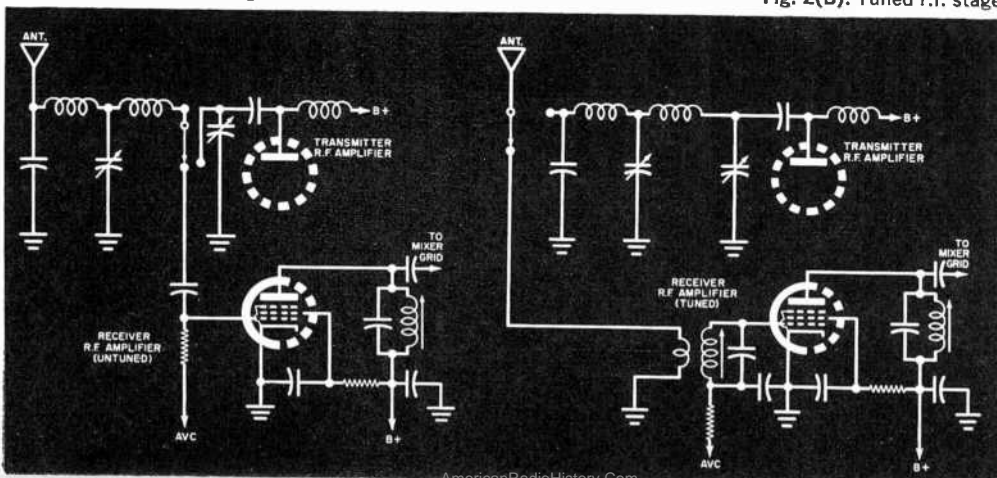 Fig. 2(B). Tuned r.f. stage
ANT.
B+
TRANSMITTER
R.F. AMPLIFIER
TO
MIXER
GRID
RECEIVER
R.F. AMPLIFIER
(UNTUNED)
AVC
B+
ANT.
B+
TRANSMITTER
R.F. AMPLIFIER
TO
MIXER
GRID
RECEIVER
R.F. AMPLIFIER
(TUNED)
AVC
B+
AmericanRadioHistory.Com